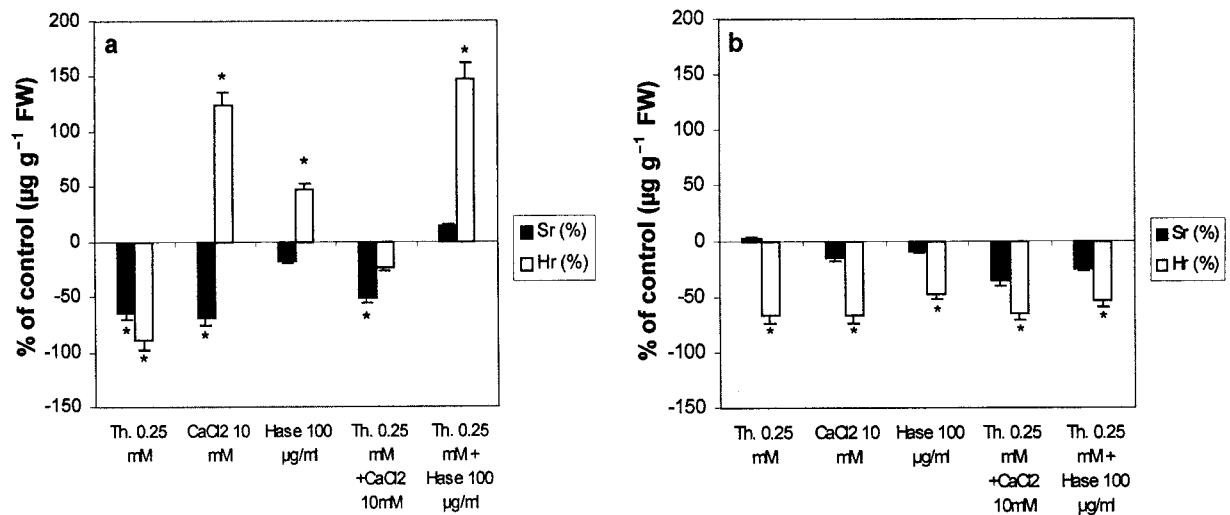 a
% of control (µg g⁻¹ FW)
200
150
100
50
0
-50
-100
-150
*
*
*
*
*
*
*
*
Th. 0.25
mM
CaCl2 10
mM
Hase 100
µg/ml
Th. 0.25
mM
+CaCl2
10mM
Th. 0.25
mM +
Hase 100
µg/ml
Sr (%)
Hr (%)
b
% of control (µg g⁻¹ FW)
200
150
100
50
0
-50
-100
-150
*
*
*
*
*
Th. 0.25
mM
CaCl2 10
mM
Hase 100
µg/ml
Th. 0.25
mM
+CaCl2
10mM
Th. 0.25
mM +
Hase 100
µg/ml
Sr (%)
Hr (%)